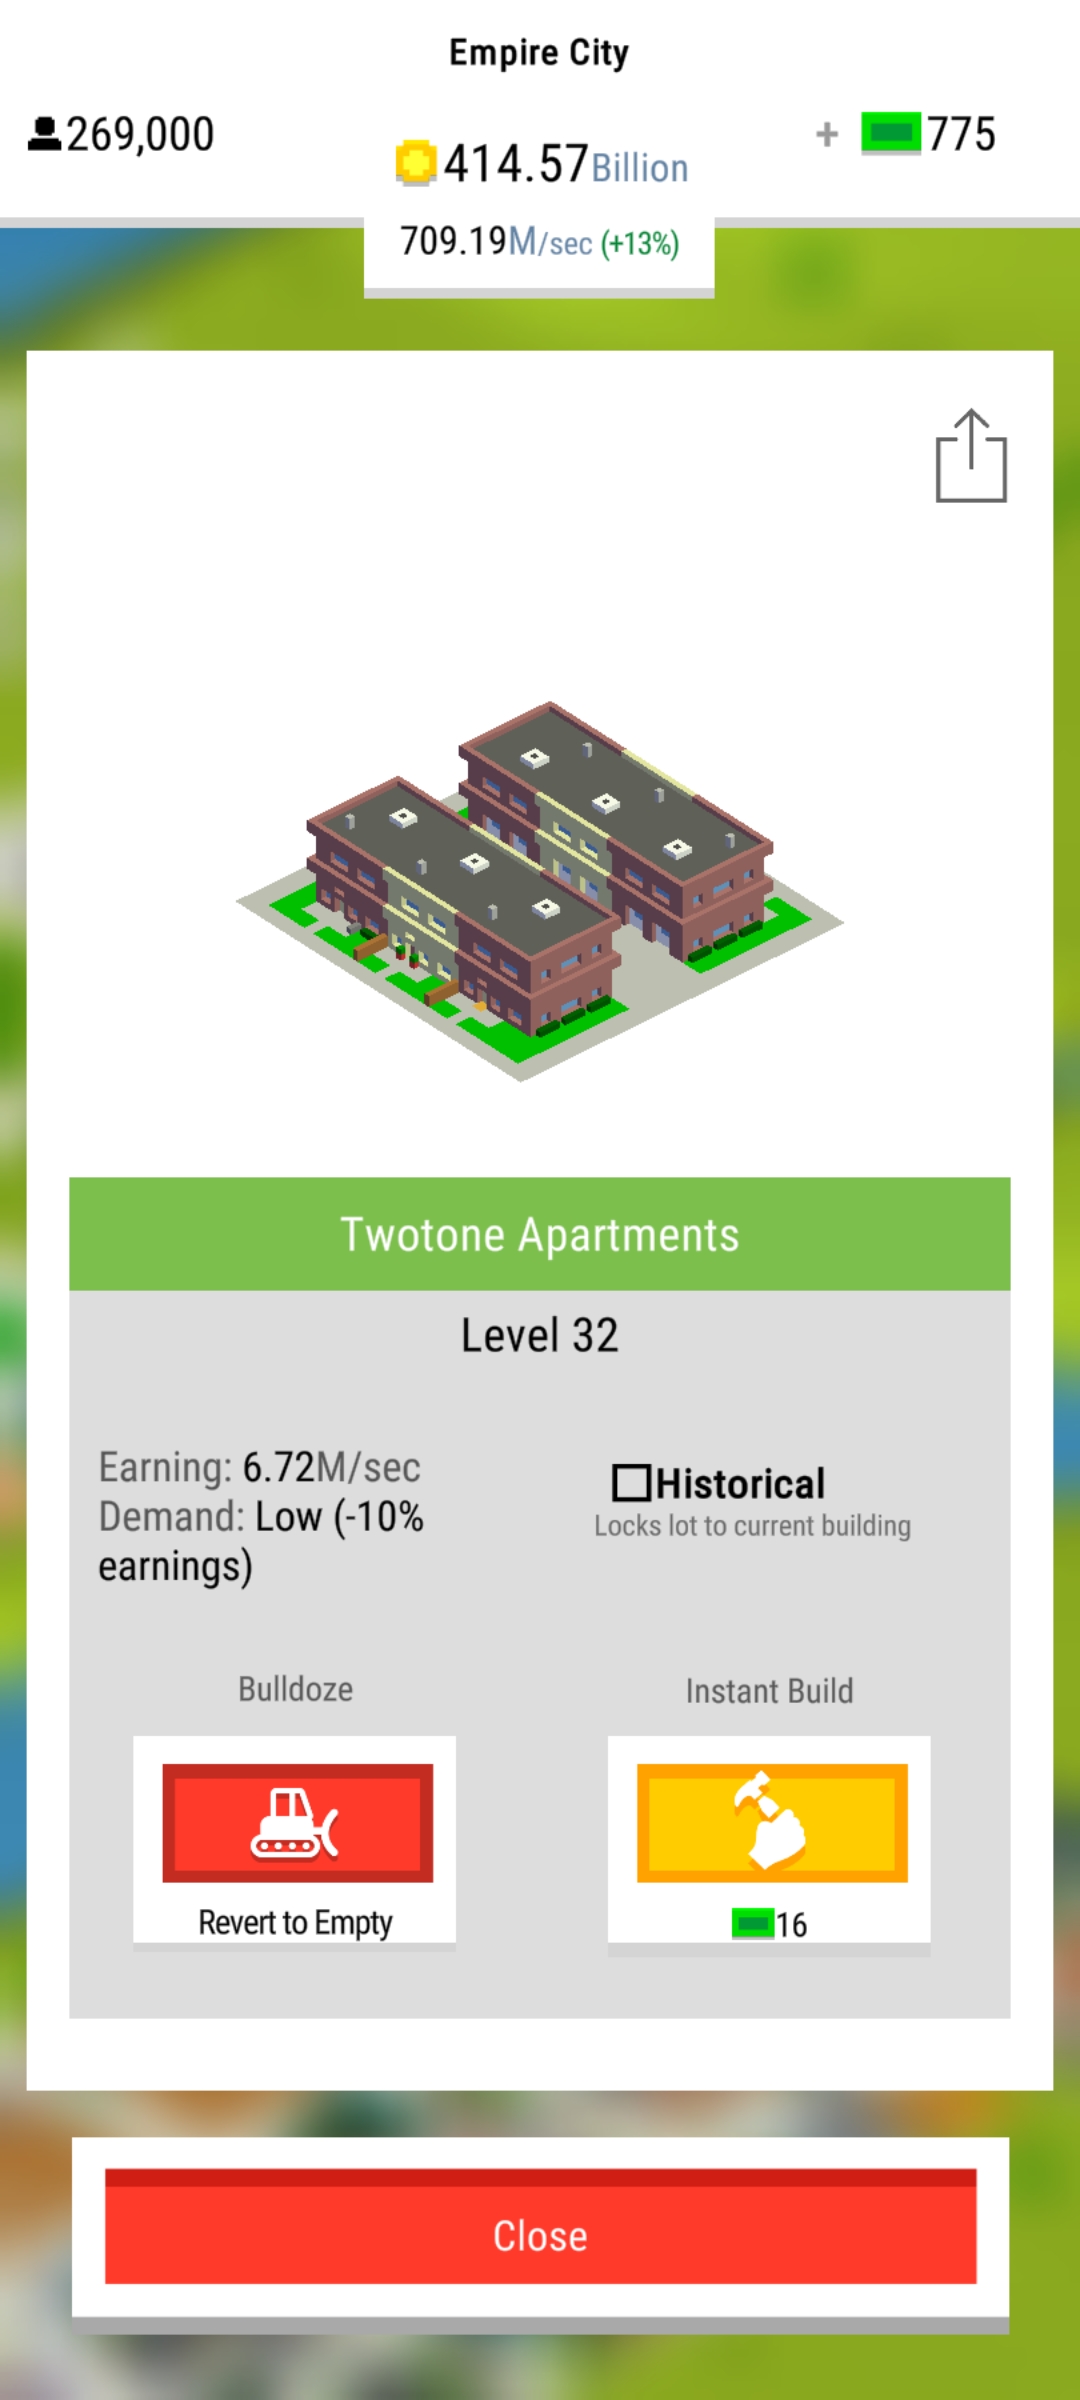 Empire City
269,000
414.57Billion
+ 775
709.19M/sec (+13%)
Twotone Apartments
Level 32
Earning: 6.72M/sec
Demand: Low (-10%
earnings)
Historical
Locks lot to current building
Bulldoze
Instant Build
Revert to Empty
16
Close